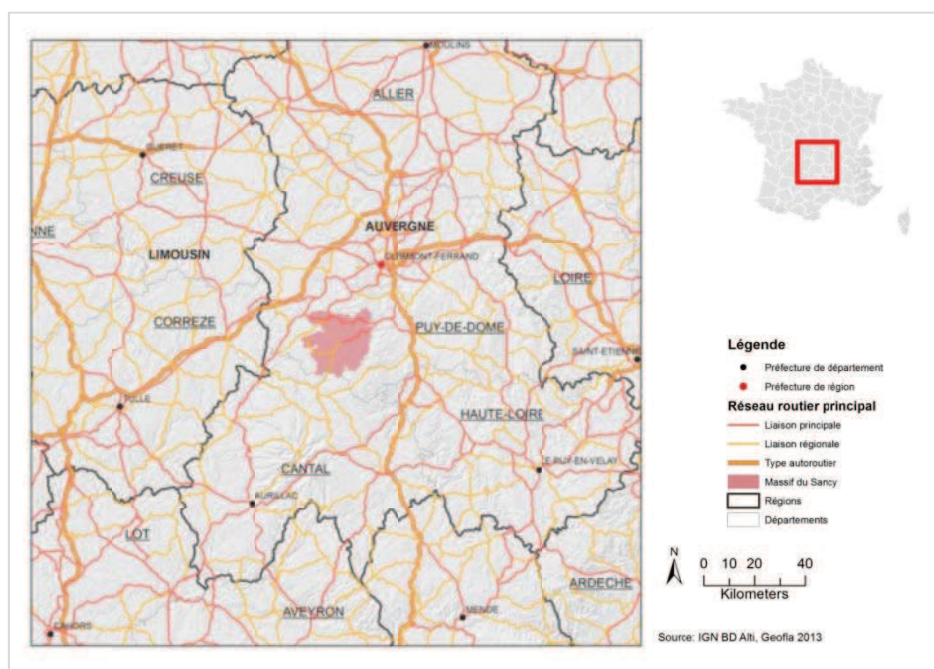 MOULINS
ALLER
GUERET
CREUSE
AUVERGNE
NNE
LIMOUSIN
CLERMONT-FERRAND
LOIRE
CORREZE
PUY-DE-DOME
SAINT-ETIENNE
TULLE
HAUTE-LOIRE
CANTAL
LE-PUY-EN-VELAY
AURILLAC
LOT
ARDECHE
AVEYRON
MENDE
CAHORS
Légende
Préfecture de département
Préfecture de région
Réseau routier principal
Liaison principale
Liaison régionale
Type autoroutier
Massif du Sancy
Régions
Départements
N
0 10 20 40
Kilometers
Source: IGN BD Alti, Geofla 2013